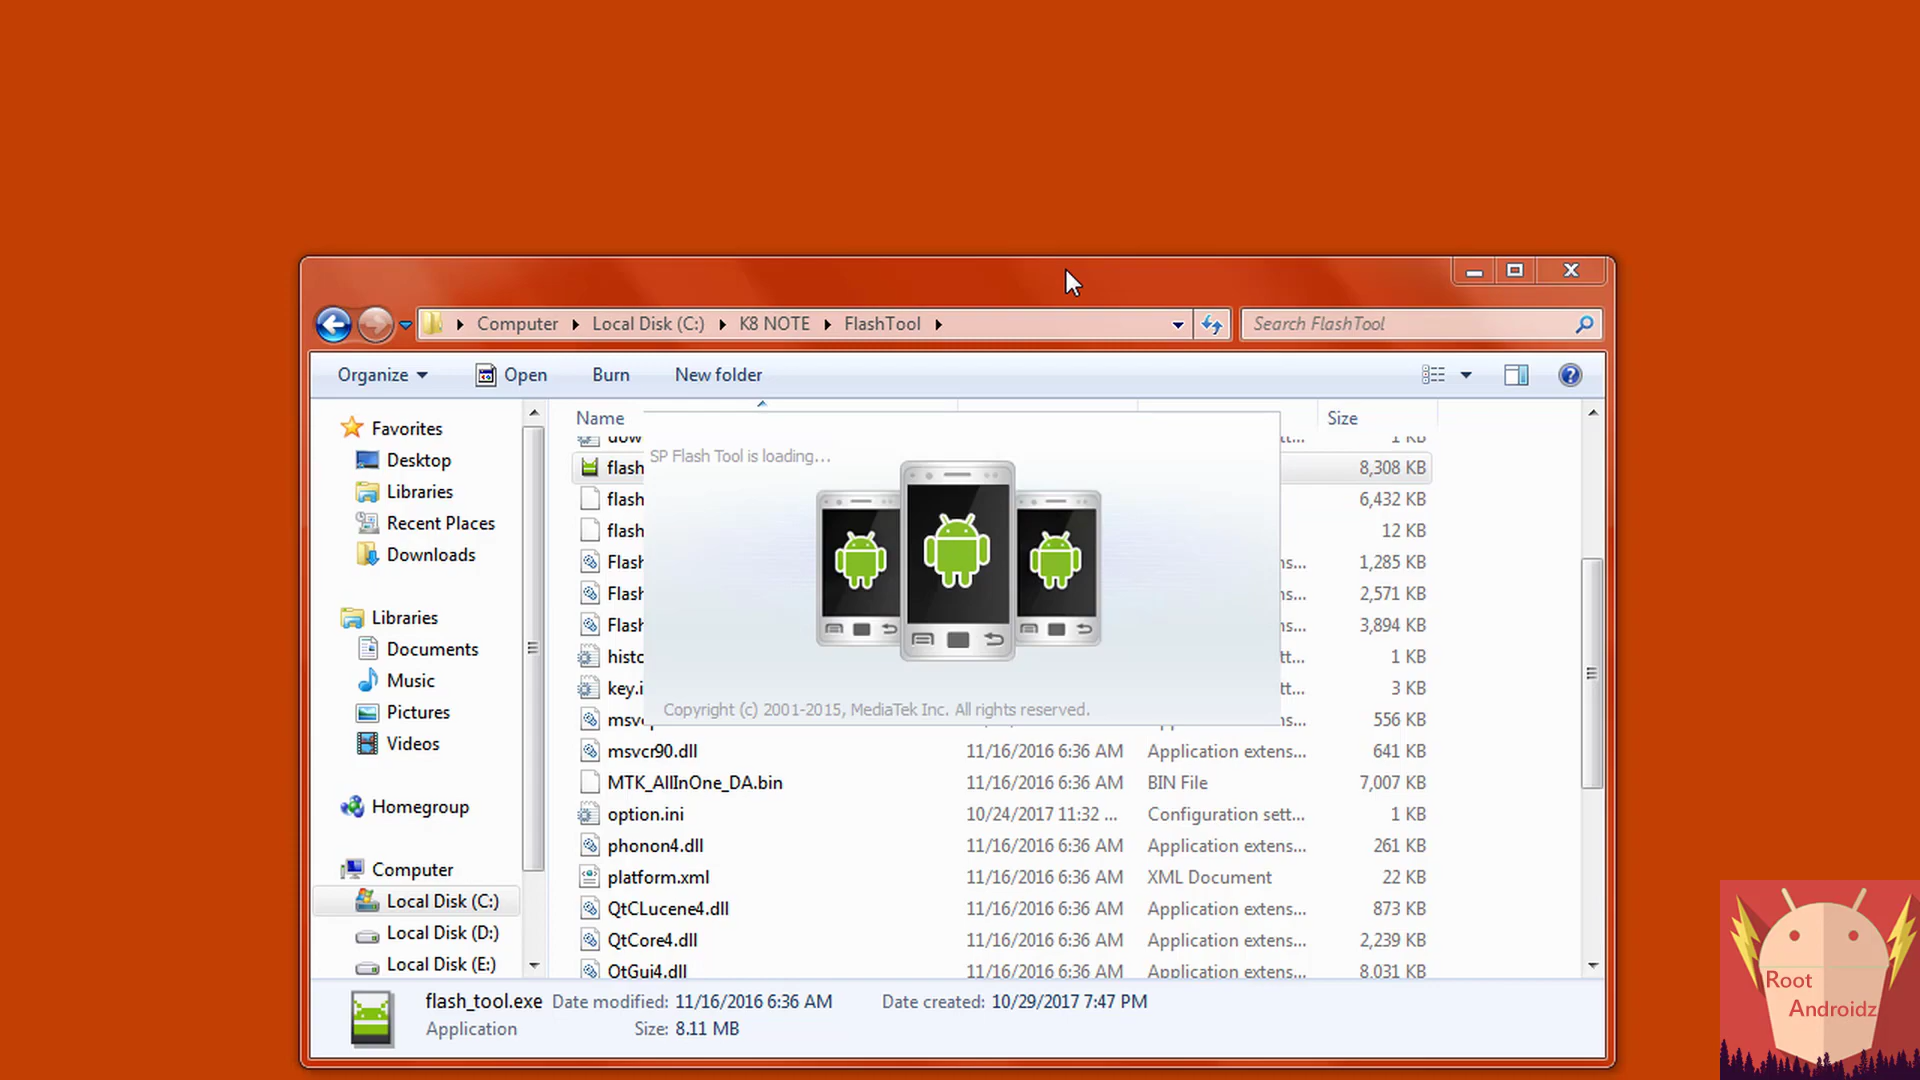 Computer Local Disk (C:) K8 NOTE FlashTool
Search FlashTool
Organize Open Burn New folder
Name Size
1 KB
flash 8,308 KB
flash 6,432 KB
flash 12 KB
Flash ns... 1,285 KB
Flash ns... 2,571 KB
Flash ns... 3,894 KB
histo tt... 1 KB
key.i tt... 3 KB
ns... 556 KB
msvcr90.dll 11/16/2016 6:36 AM Application extens... 641 KB
MTK_AllInOne_DA.bin 11/16/2016 6:36 AM BIN File 7,007 KB
option.ini 10/24/2017 11:32 ... Configuration sett... 1 KB
phonon4.dll 11/16/2016 6:36 AM Application extens... 261 KB
platform.xml 11/16/2016 6:36 AM XML Document 22 KB
QtCLucene4.dll 11/16/2016 6:36 AM Application extens... 873 KB
QtCore4.dll 11/16/2016 6:36 AM Application extens... 2,239 KB
QtGui4.dll 11/16/2016 6:36 AM Application extens... 8,031 KB
SP Flash Tool is loading...
Copyright (c) 2001-2015, MediaTek Inc. All rights reserved.
Favorites
Desktop
Libraries
Recent Places
Downloads
Libraries
Documents
Music
Pictures
Videos
Homegroup
Computer
Local Disk (C:)
Local Disk (D:)
Local Disk (E:)
flash_tool.exe Date modified: 11/16/2016 6:36 AM Date created: 10/29/2017 7:47 PM
Application Size: 8.11 MB
Root
Androidz